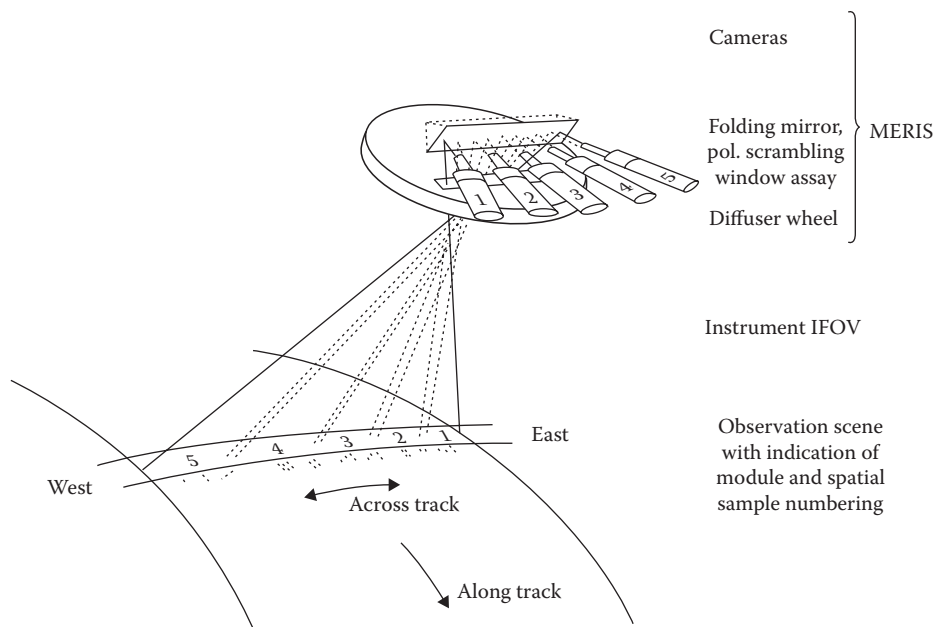 Cameras
Folding mirror,
pol. scrambling
window assay
MERIS
Diffuser wheel
1
2
3
4
5
Instrument IFOV
5
4
3
2
1
East
West
Across track
Along track
Observation scene
with indication of
module and spatial
sample numbering